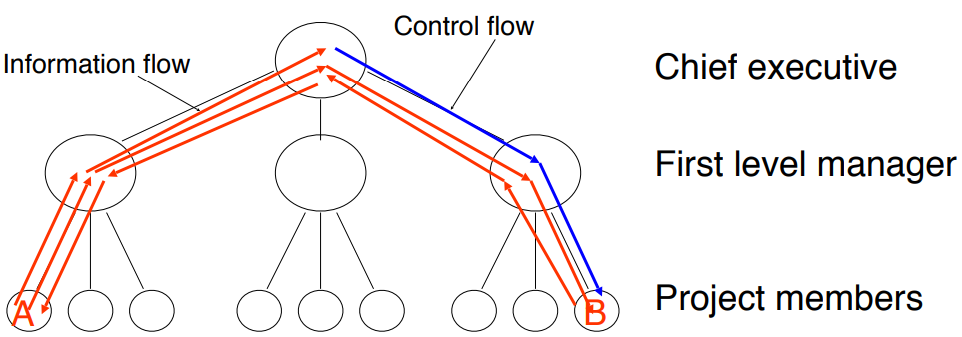 Control flow
Information flow
Chief executive
First level manager
Project members
A
B